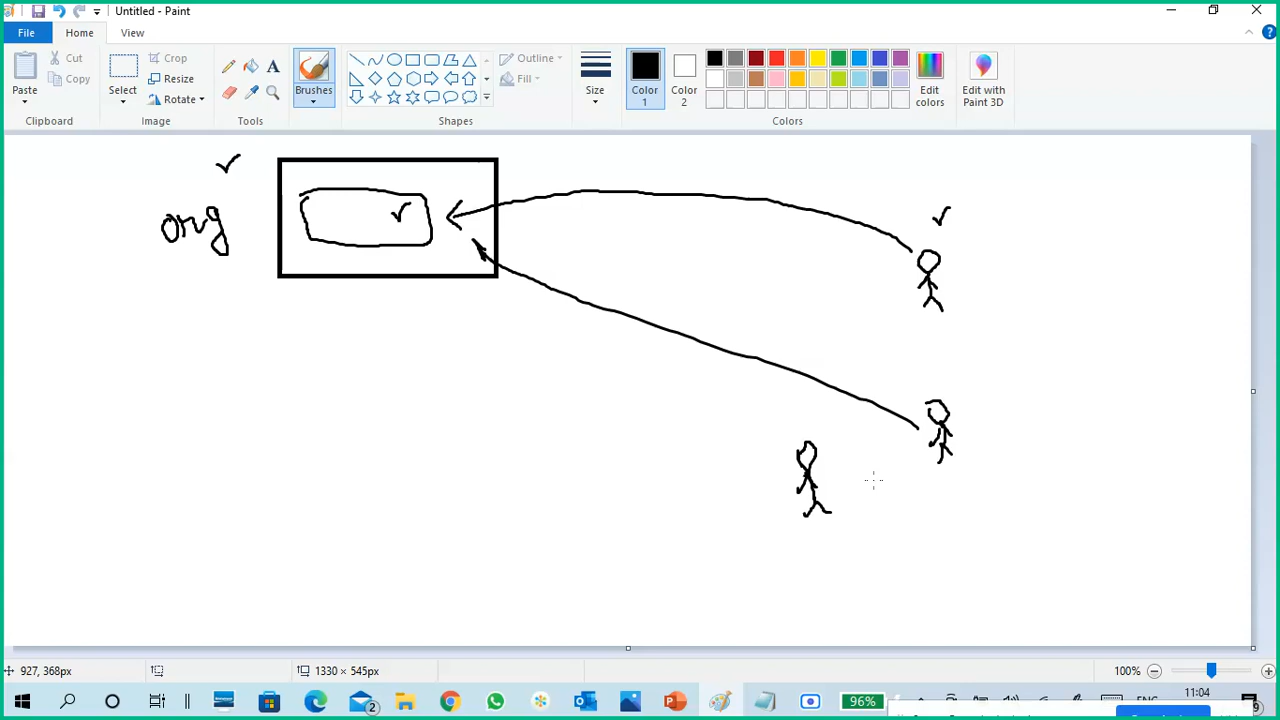 Untitled - Paint
File
Home
View
Paste
Cut
Copy
Clipboard
Select
Crop
Resize
Rotate
Image
A
Tools
Brushes
Shapes
Outline
Fill
Size
Color
1
Color
2
Colors
Edit
colors
Edit with
Paint 3D
org
927, 368px
1330 × 545px
100%
2
96%
ENG
11:04